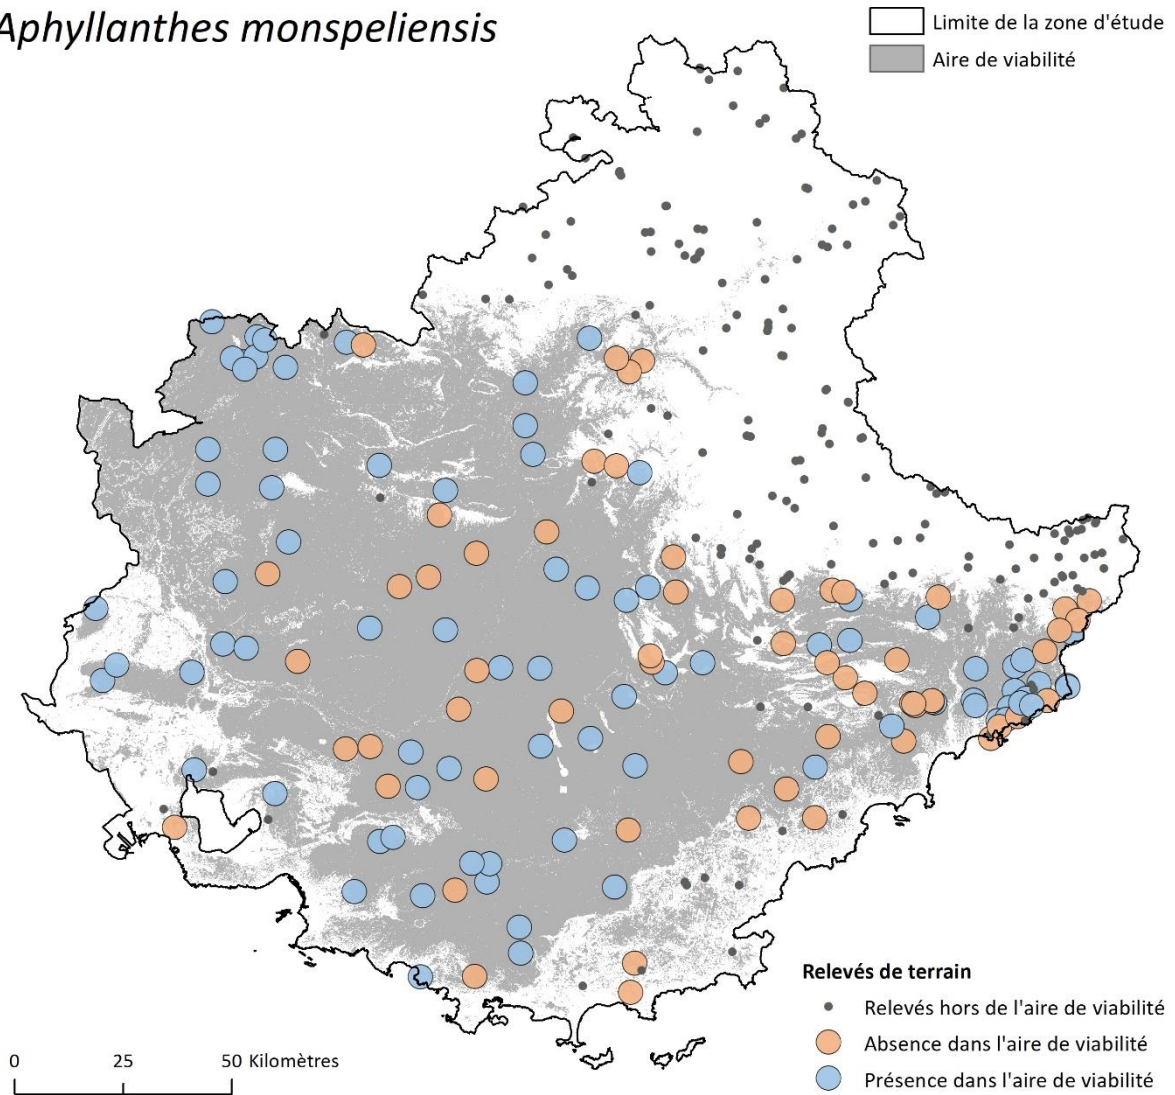 Aphyllanthes monspeliensis
Limite de la zone d'étude
Aire de viabilité
Relevés de terrain
Relevés hors de l'aire de viabilité
Absence dans l'aire de viabilité
Présence dans l'aire de viabilité
0 25 50 Kilomètres